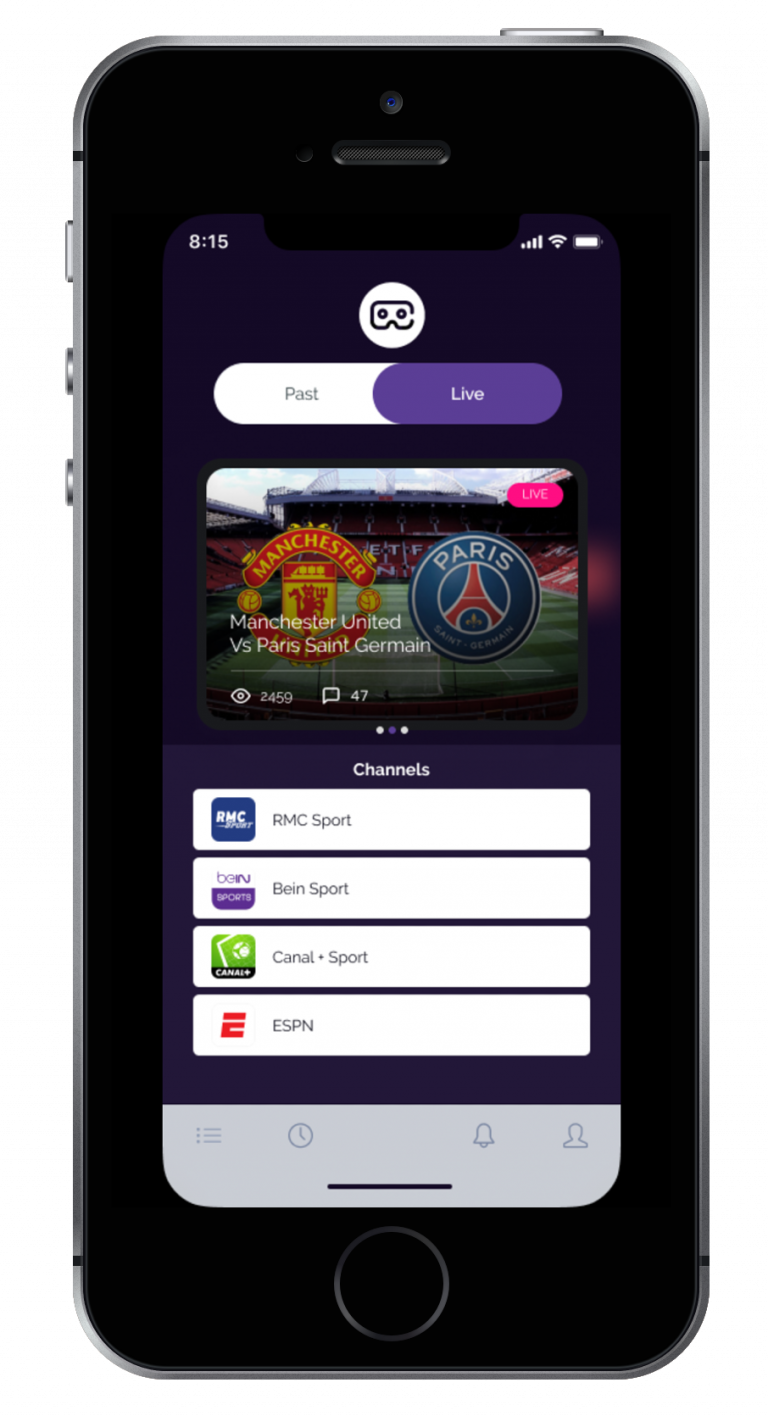 8:15
Past
Live
LIVE
MANCHESTER
UNITED
PARIS
SAINT-GERMAIN
Manchester United
Vs Paris Saint Germain
2459
47
Channels
RMC
SPORT
RMC Sport
beIN
SPORTS
Bein Sport
CANAL+
Canal + Sport
ESPN